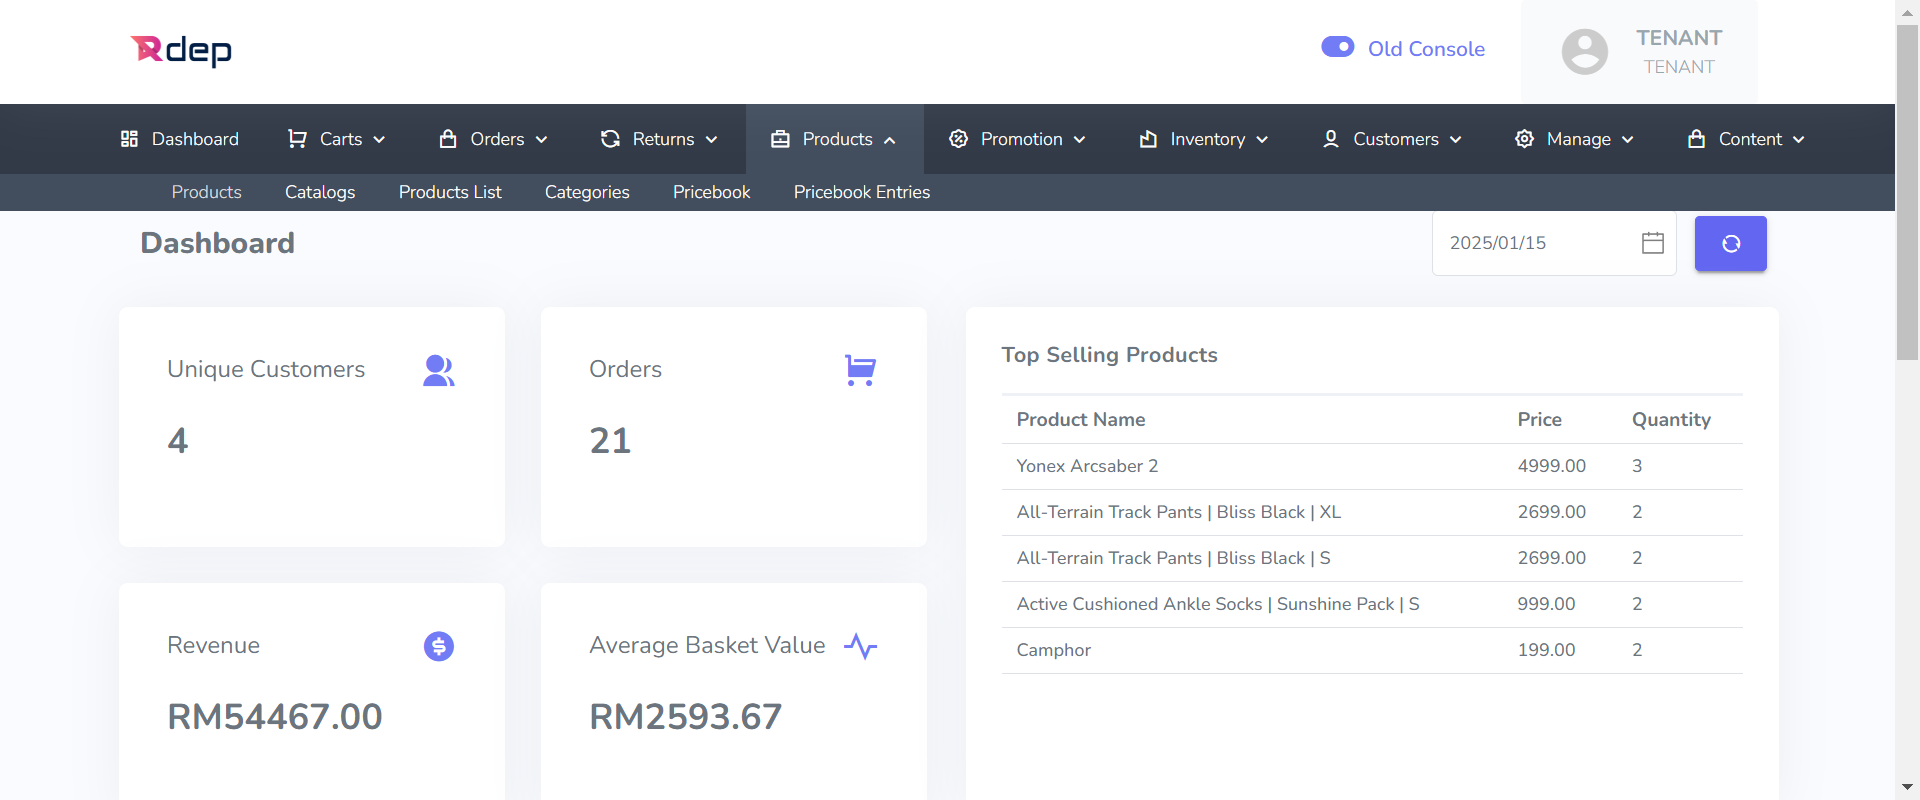 Rdep
Old Console
TENANT
TENANT
Dashboard Carts Orders Returns Products Promotion Inventory Customers Manage Content
Products Catalogs Products List Categories Pricebook Pricebook Entries
Dashboard
2025/01/15
Unique Customers
4
Orders
21
Revenue
RM54467.00
Average Basket Value
RM2593.67
Top Selling Products
Product Name Price Quantity
Yonex Arcsaber 2 4999.00 3
All-Terrain Track Pants | Bliss Black | XL 2699.00 2
All-Terrain Track Pants | Bliss Black | S 2699.00 2
Active Cushioned Ankle Socks | Sunshine Pack | S 999.00 2
Camphor 199.00 2